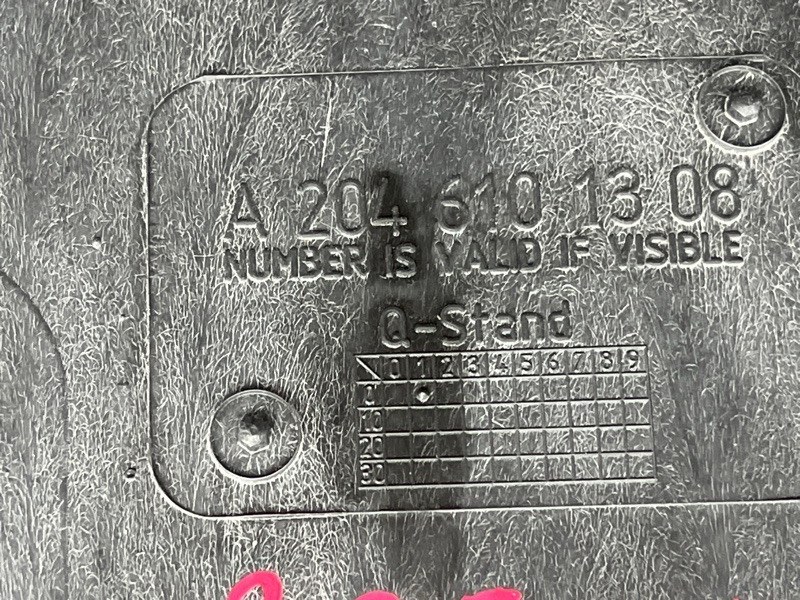 A 204 610 13 08
NUMBER IS VALID IF VISIBLE
Q-Stand
0 1 2 3 4 5 6 7 8 9
0
10
20
30